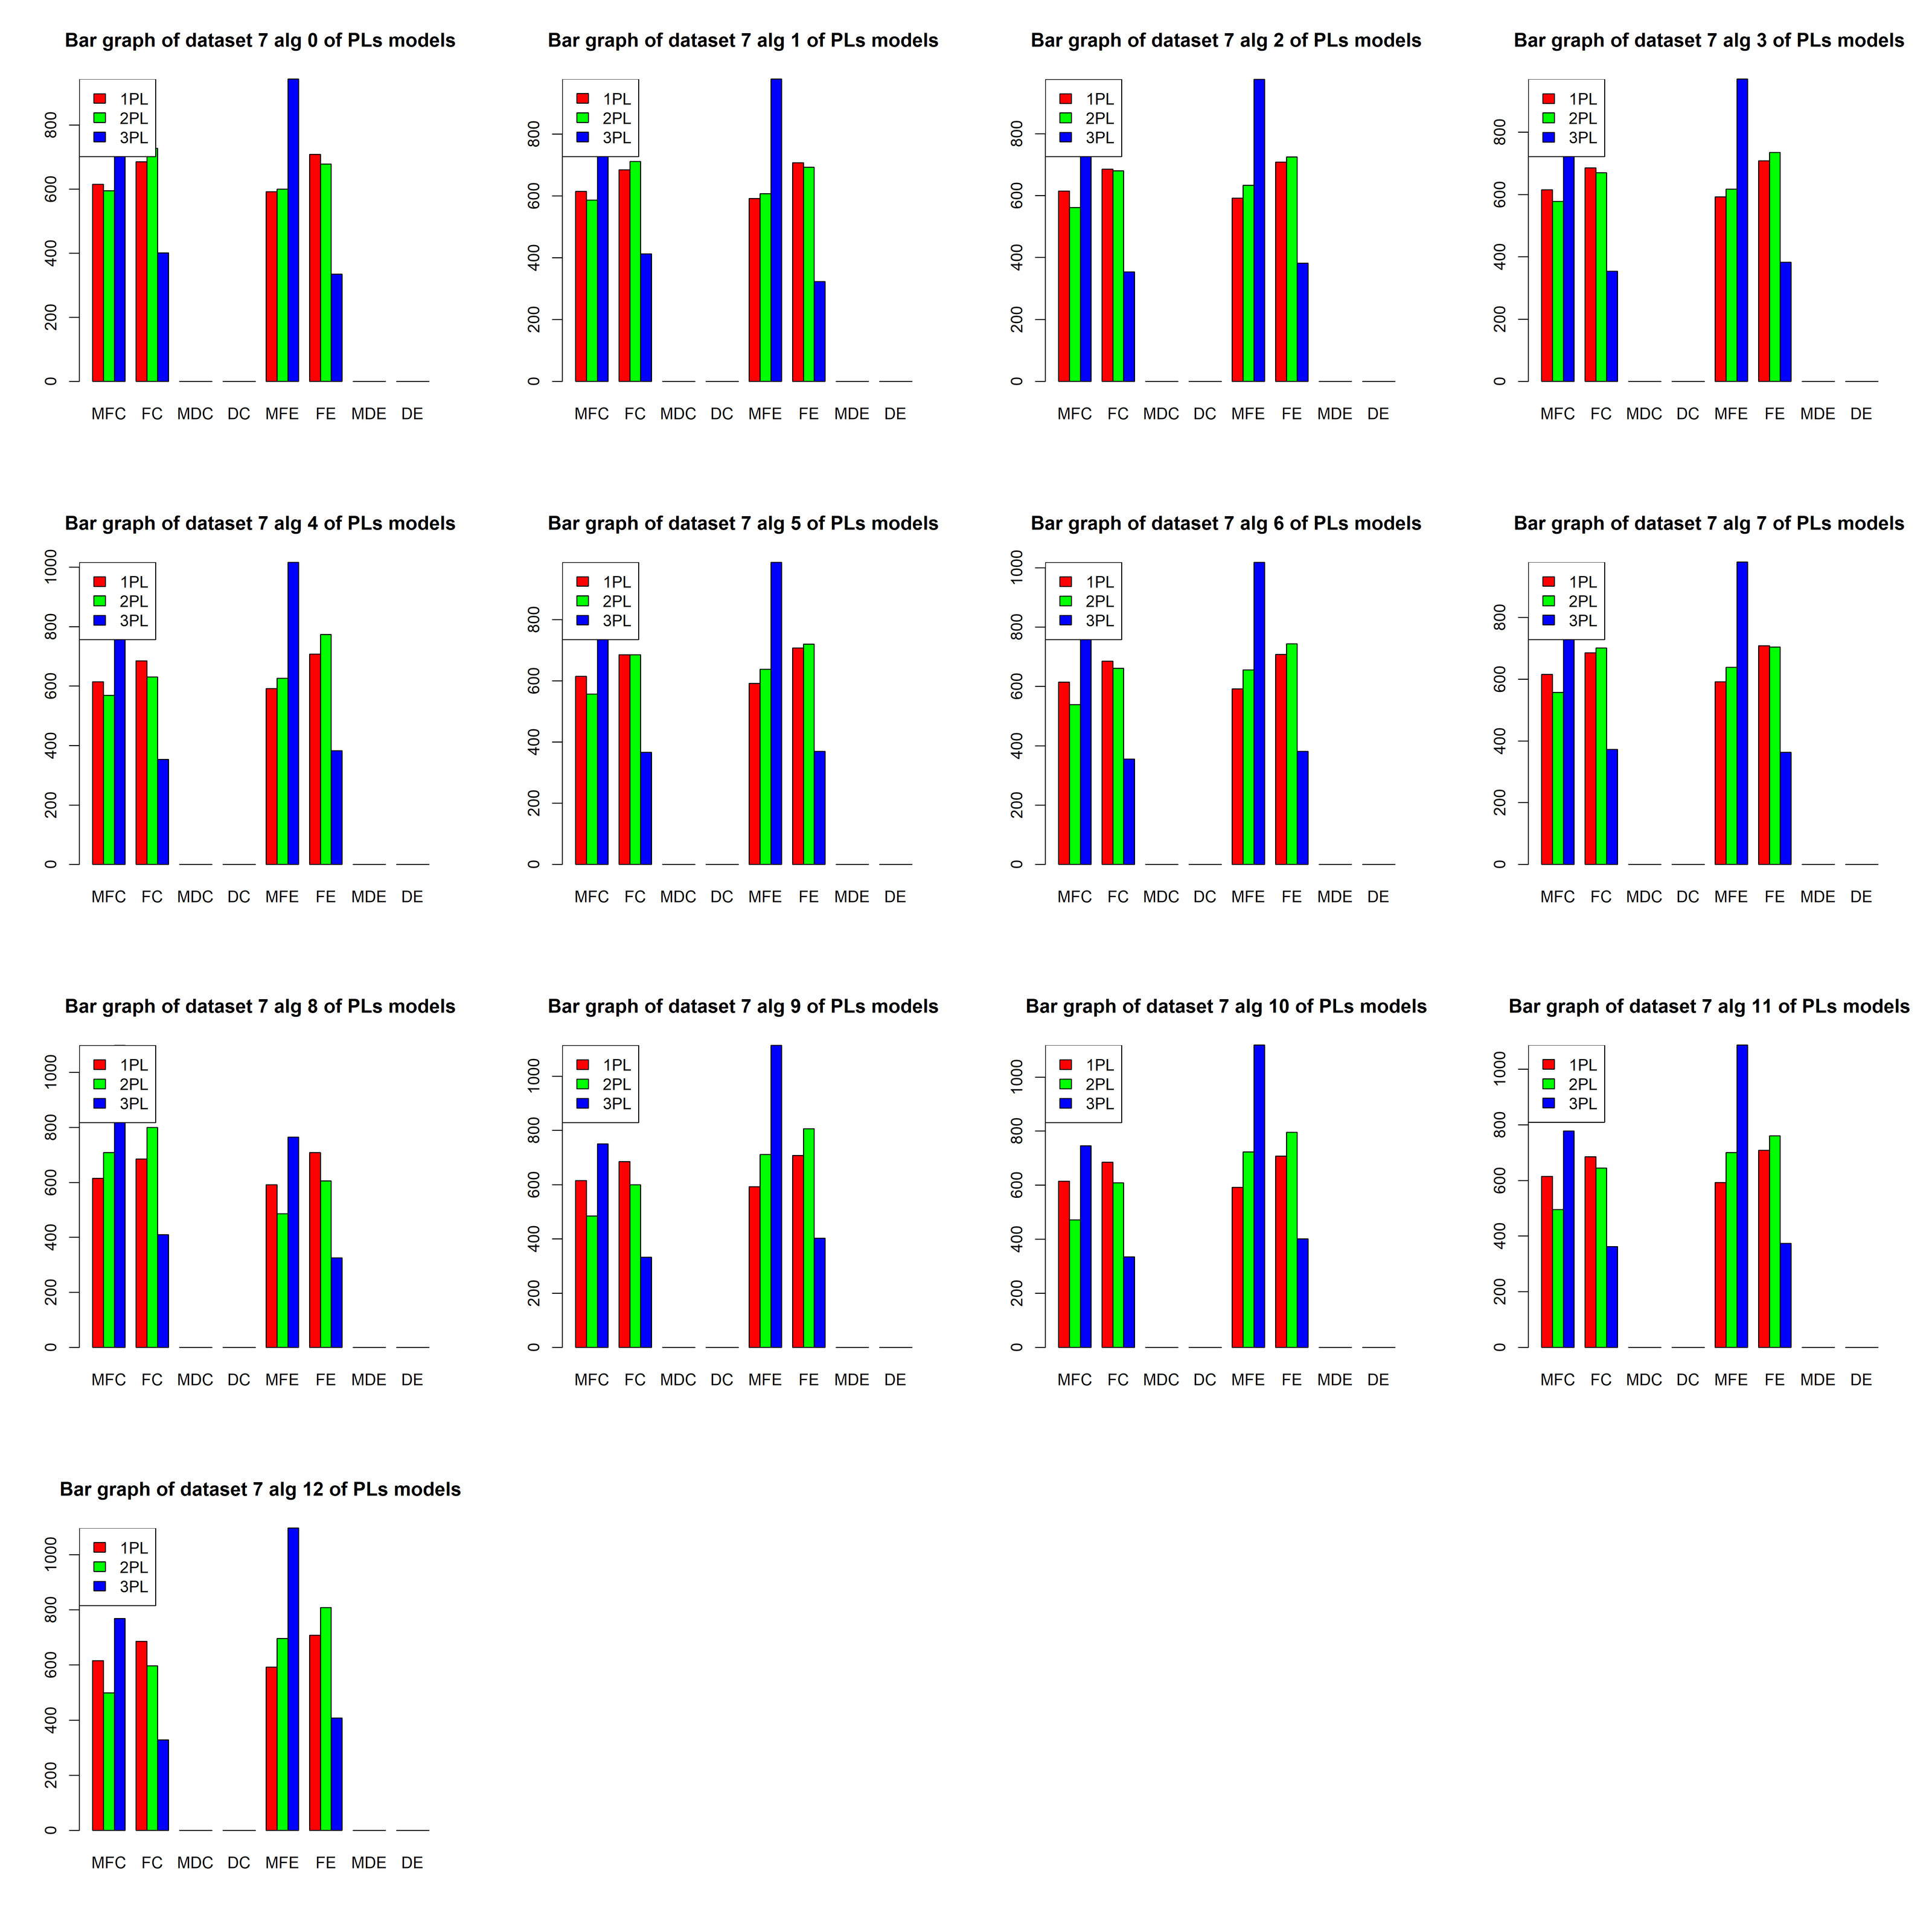 Bar graph of dataset 7 alg 0 of PLs models
1PL
2PL
3PL
0 200 400 600 800
MFC FC MDC DC MFE FE MDE DE
Bar graph of dataset 7 alg 1 of PLs models
1PL
2PL
3PL
0 200 400 600 800
MFC FC MDC DC MFE FE MDE DE
Bar graph of dataset 7 alg 2 of PLs models
1PL
2PL
3PL
0 200 400 600 800
MFC FC MDC DC MFE FE MDE DE
Bar graph of dataset 7 alg 3 of PLs models
1PL
2PL
3PL
0 200 400 600 800
MFC FC MDC DC MFE FE MDE DE
Bar graph of dataset 7 alg 4 of PLs models
1PL
2PL
3PL
0 200 400 600 800 1000
MFC FC MDC DC MFE FE MDE DE
Bar graph of dataset 7 alg 5 of PLs models
1PL
2PL
3PL
0 200 400 600 800
MFC FC MDC DC MFE FE MDE DE
Bar graph of dataset 7 alg 6 of PLs models
1PL
2PL
3PL
0 200 400 600 800 1000
MFC FC MDC DC MFE FE MDE DE
Bar graph of dataset 7 alg 7 of PLs models
1PL
2PL
3PL
0 200 400 600 800
MFC FC MDC DC MFE FE MDE DE
Bar graph of dataset 7 alg 8 of PLs models
1PL
2PL
3PL
0 200 400 600 800 1000
MFC FC MDC DC MFE FE MDE DE
Bar graph of dataset 7 alg 9 of PLs models
1PL
2PL
3PL
0 200 400 600 800 1000
MFC FC MDC DC MFE FE MDE DE
Bar graph of dataset 7 alg 10 of PLs models
1PL
2PL
3PL
0 200 400 600 800 1000
MFC FC MDC DC MFE FE MDE DE
Bar graph of dataset 7 alg 11 of PLs models
1PL
2PL
3PL
0 200 400 600 800 1000
MFC FC MDC DC MFE FE MDE DE
Bar graph of dataset 7 alg 12 of PLs models
1PL
2PL
3PL
0 200 400 600 800 1000
MFC FC MDC DC MFE FE MDE DE